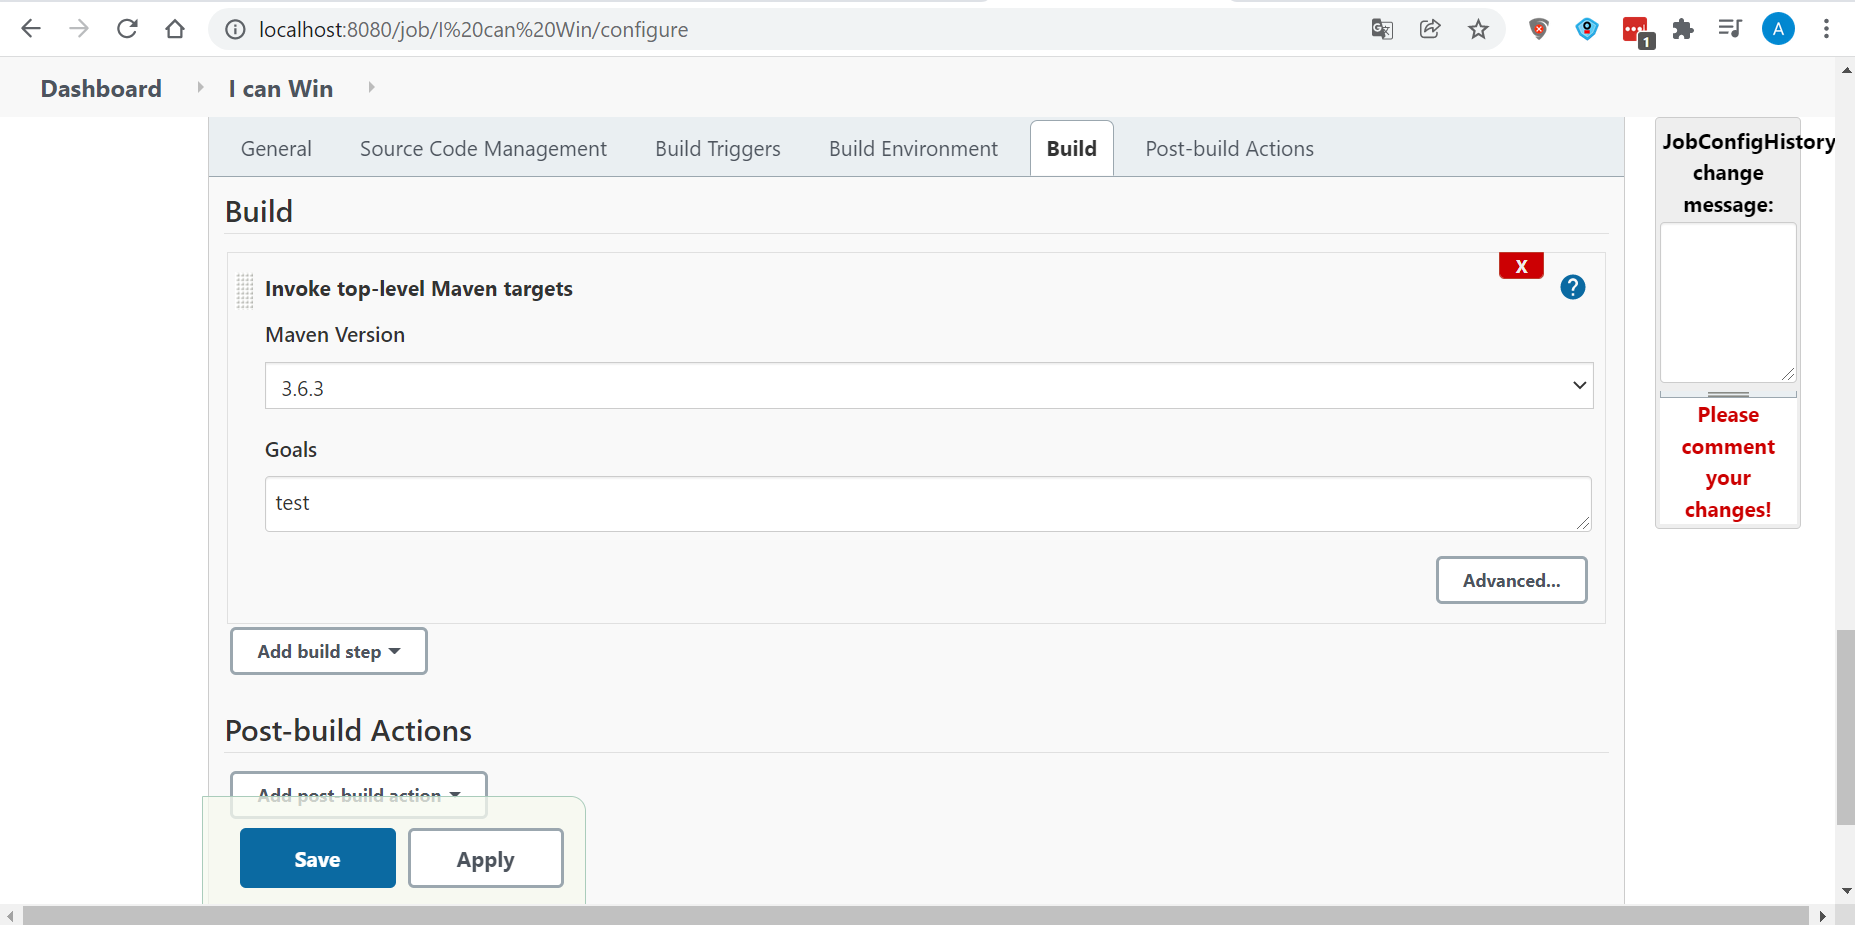 localhost:8080/job/I%20can%20Win/configure
1
A
Dashboard
I can Win
General
Source Code Management
Build Triggers
Build Environment
Build
Post-build Actions
Build
X
Invoke top-level Maven targets
?
Maven Version
3.6.3
Goals
test
Advanced...
Add build step
Post-build Actions
Add post-build action
Save
Apply
JobConfigHistory
change
message:
Please
comment
your
changes!